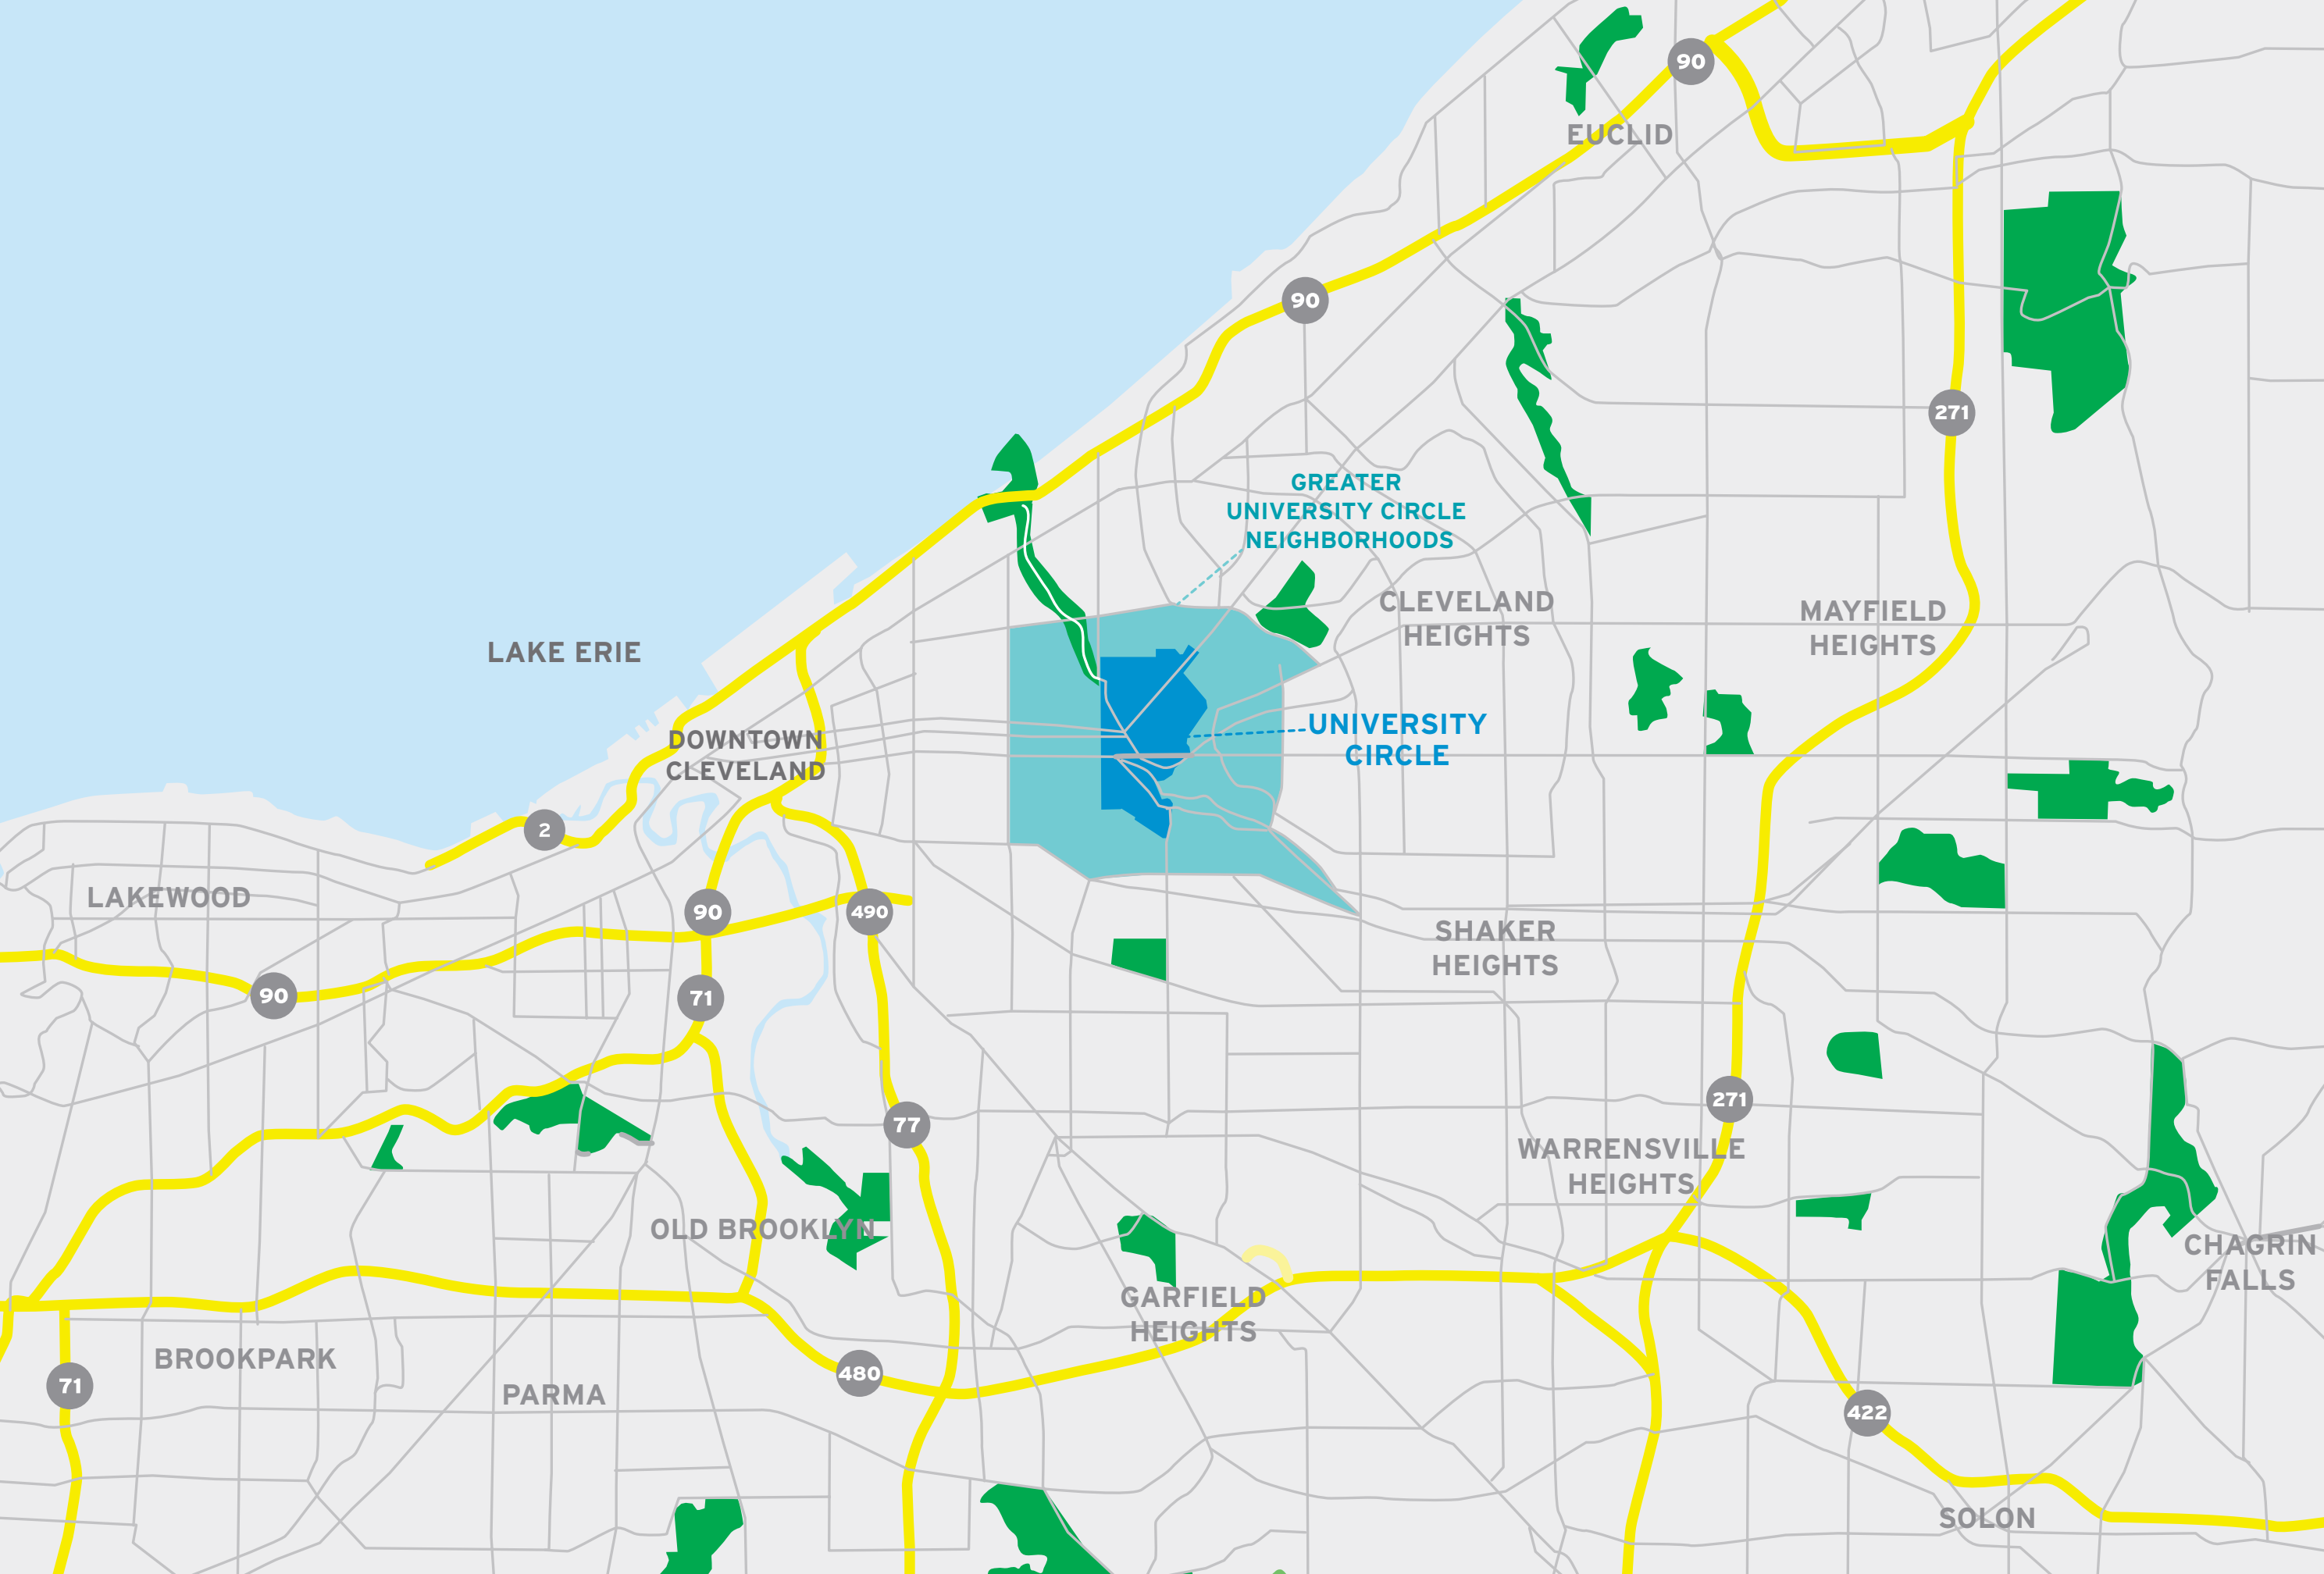 90
EUCLID
90
271
GREATER
UNIVERSITY CIRCLE
NEIGHBORHOODS
CLEVELAND
HEIGHTS
MAYFIELD
HEIGHTS
LAKE ERIE
UNIVERSITY
CIRCLE
DOWNTOWN
CLEVELAND
2
LAKEWOOD
90
490
SHAKER
HEIGHTS
90
71
271
77
WARRENSVILLE
HEIGHTS
OLD BROOKLYN
CHAGRIN
FALLS
GARFIELD
HEIGHTS
BROOKPARK
480
71
PARMA
422
SOLON